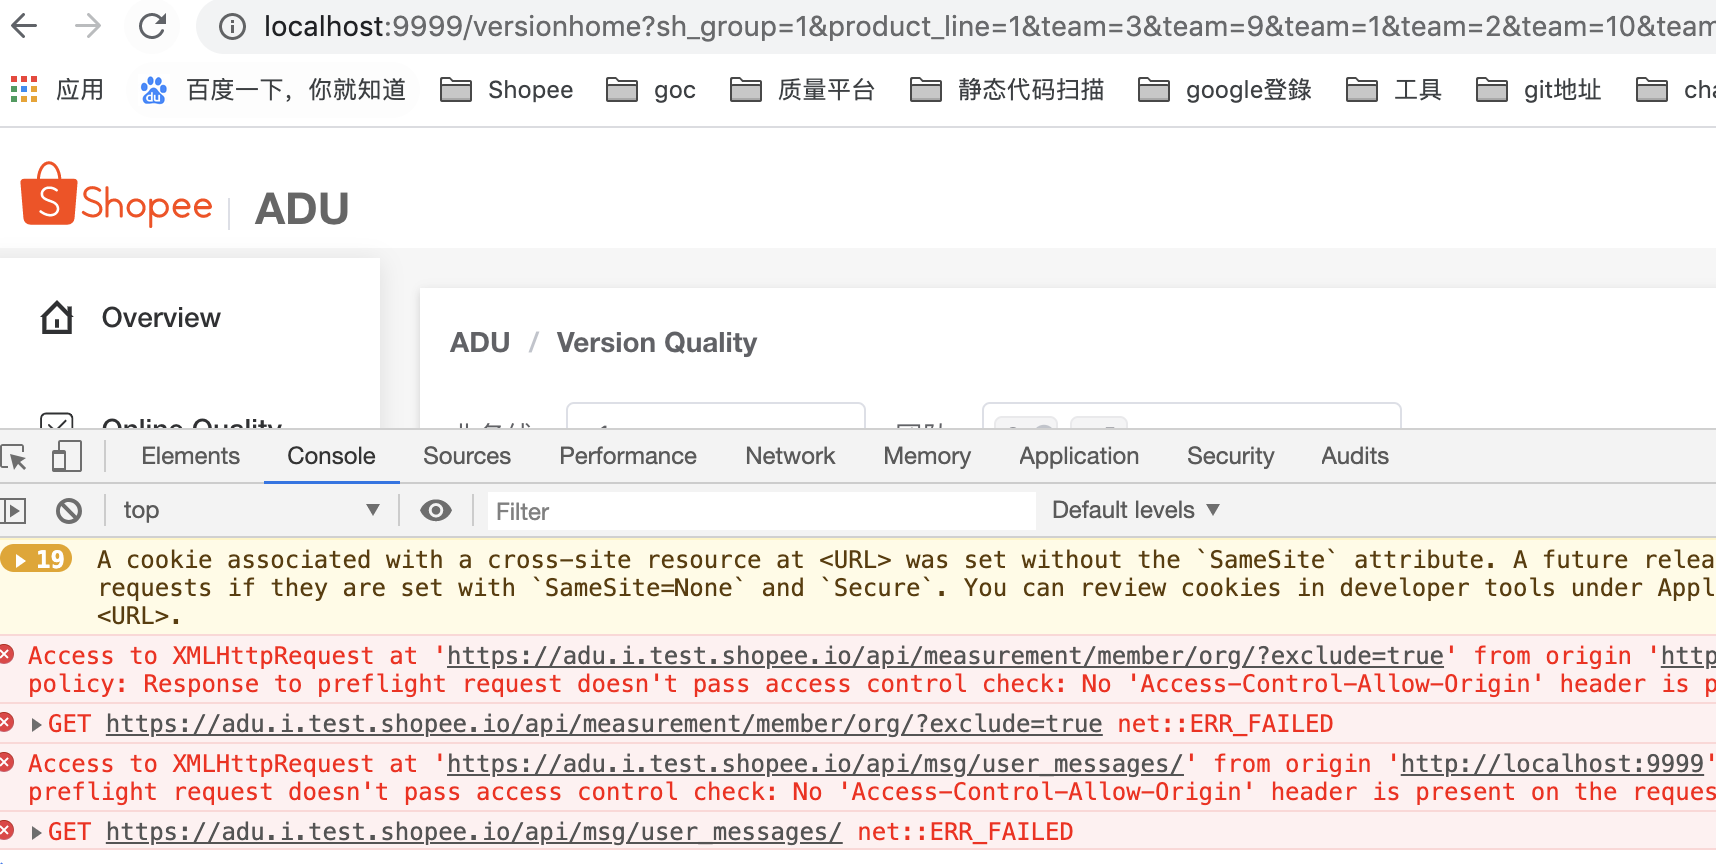 localhost:9999/versionhome?sh_group=1&product_line=1&team=3&team=9&team=1&team=2&team=10&team
应用 百度一下，你就知道 Shopee goc 质量平台 静态代码扫描 google登錄 工具 git地址 cha
Shopee ADU
Overview
ADU / Version Quality
Online Quality
Elements Console Sources Performance Network Memory Application Security Audits
top Filter Default levels
19 A cookie associated with a cross-site resource at <URL> was set without the `SameSite` attribute. A future relea
requests if they are set with `SameSite=None` and `Secure`. You can review cookies in developer tools under Appl
<URL>.
Access to XMLHttpRequest at 'https://adu.i.test.shopee.io/api/measurement/member/org/?exclude=true' from origin 'http
policy: Response to preflight request doesn't pass access control check: No 'Access-Control-Allow-Origin' header is p
GET https://adu.i.test.shopee.io/api/measurement/member/org/?exclude=true net::ERR_FAILED
Access to XMLHttpRequest at 'https://adu.i.test.shopee.io/api/msg/user_messages/' from origin 'http://localhost:9999'
preflight request doesn't pass access control check: No 'Access-Control-Allow-Origin' header is present on the reques
GET https://adu.i.test.shopee.io/api/msg/user_messages/ net::ERR_FAILED